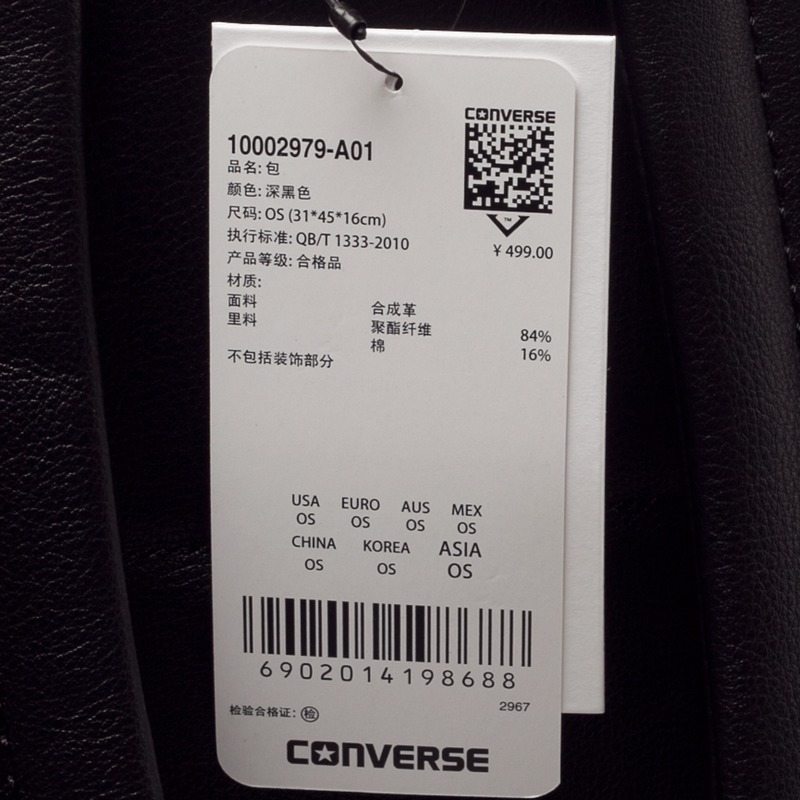 CONVERSE
10002979-A01
品名: 包
颜色: 深黑色
尺码: OS (31*45*16cm)
执行标准: QB/T 1333-2010
¥ 499.00
产品等级: 合格品
材质:
面料 合成革
里料 聚酯纤维 84%
棉 16%
不包括装饰部分
USA EURO AUS MEX
OS OS OS OS
CHINA KOREA ASIA
OS OS OS
6902014198688
2967
检验合格证: 检
CONVERSE